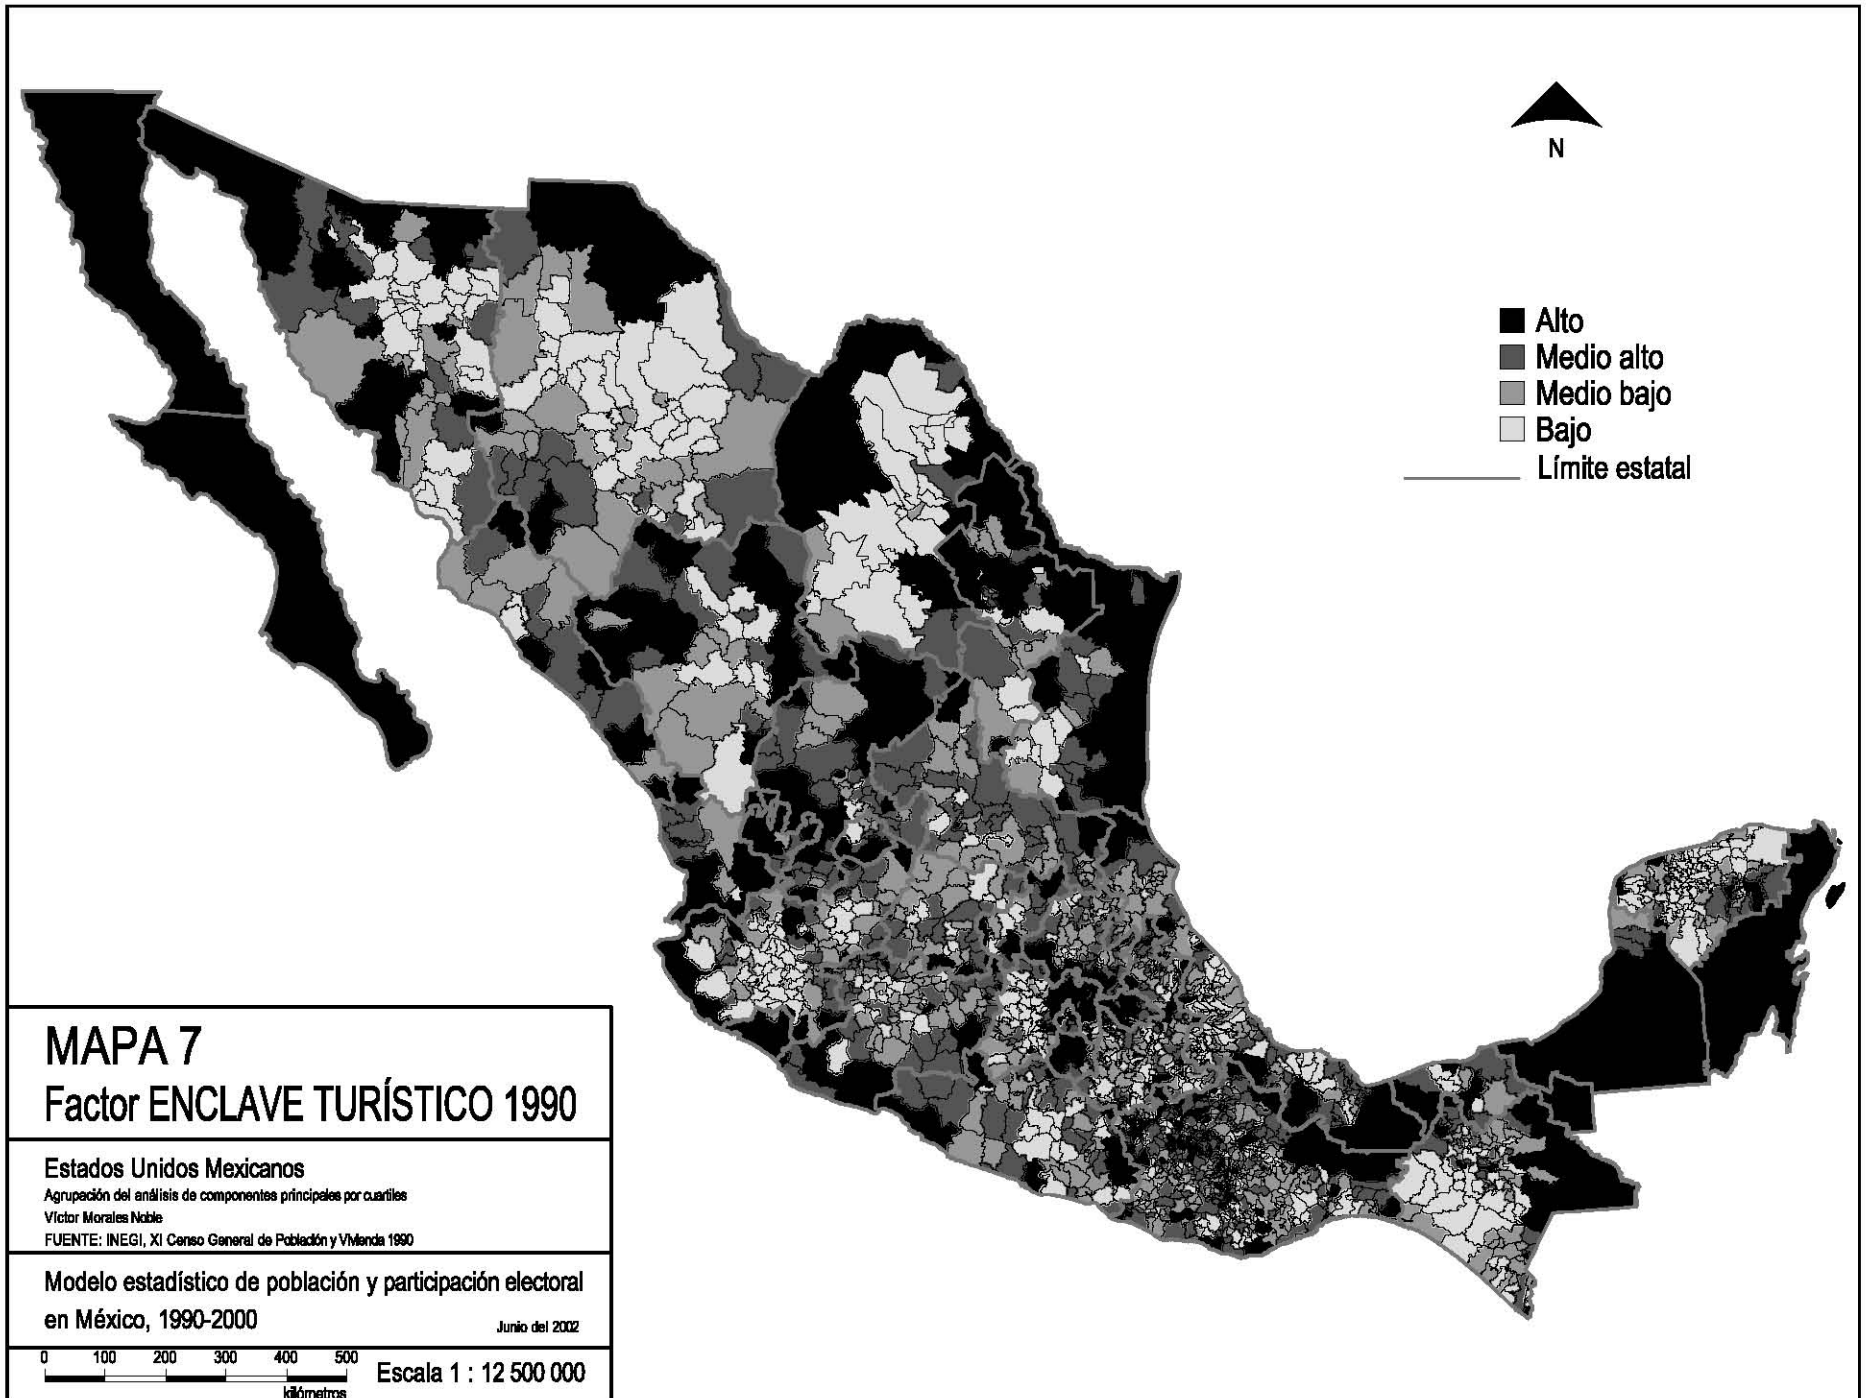 N
Alto
Medio alto
Medio bajo
Bajo
Límite estatal
MAPA 7
Factor ENCLAVE TURÍSTICO 1990
Estados Unidos Mexicanos
Agrupación del análisis de componentes principales por cuartiles
Víctor Morales Noble
FUENTE: INEGI, XI Censo General de Población y Vivienda 1990
Modelo estadístico de población y participación electoral
en México, 1990-2000
Junio del 2002
0 100 200 300 400 500
kilómetros
Escala 1 : 12 500 000